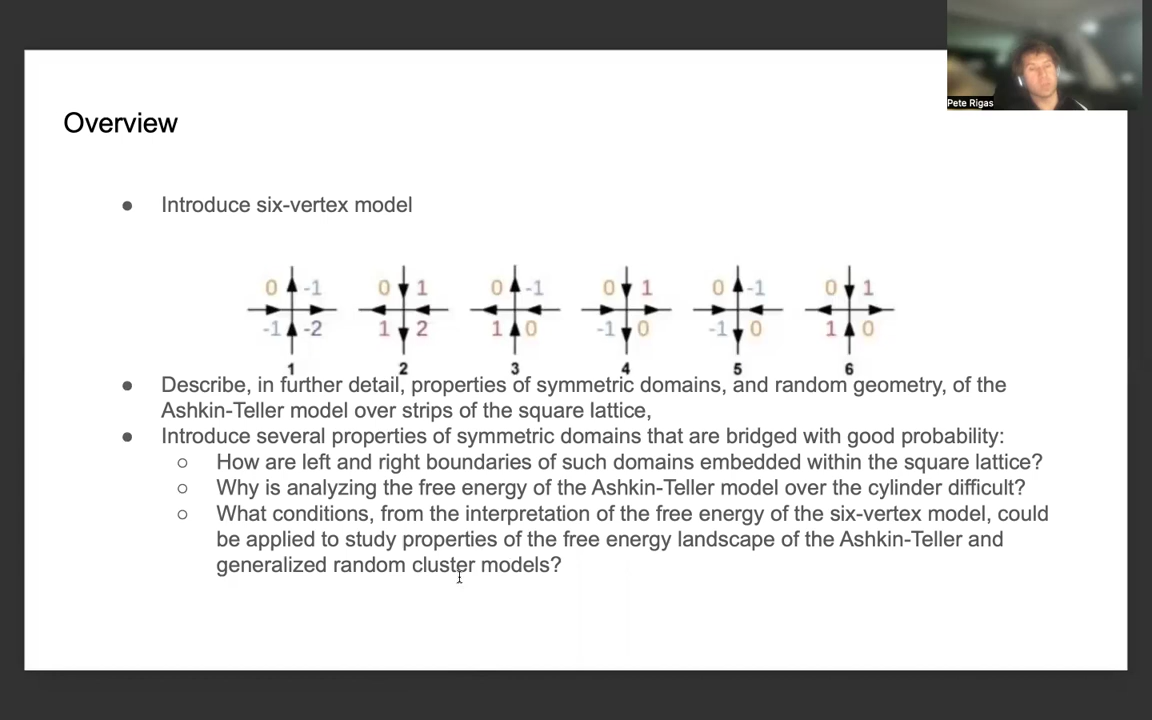 Pete Rigas
Overview
● Introduce six-vertex model
0 -1 0 1 0 -1 0 1 0 -1 0 1
-1 -2 1 2 1 0 -1 0 -1 0 1 0
1 2 3 4 5 6
● Describe, in further detail, properties of symmetric domains, and random geometry, of the
Ashkin-Teller model over strips of the square lattice,
● Introduce several properties of symmetric domains that are bridged with good probability:
○ How are left and right boundaries of such domains embedded within the square lattice?
○ Why is analyzing the free energy of the Ashkin-Teller model over the cylinder difficult?
○ What conditions, from the interpretation of the free energy of the six-vertex model, could
be applied to study properties of the free energy landscape of the Ashkin-Teller and
generalized random cluster models?